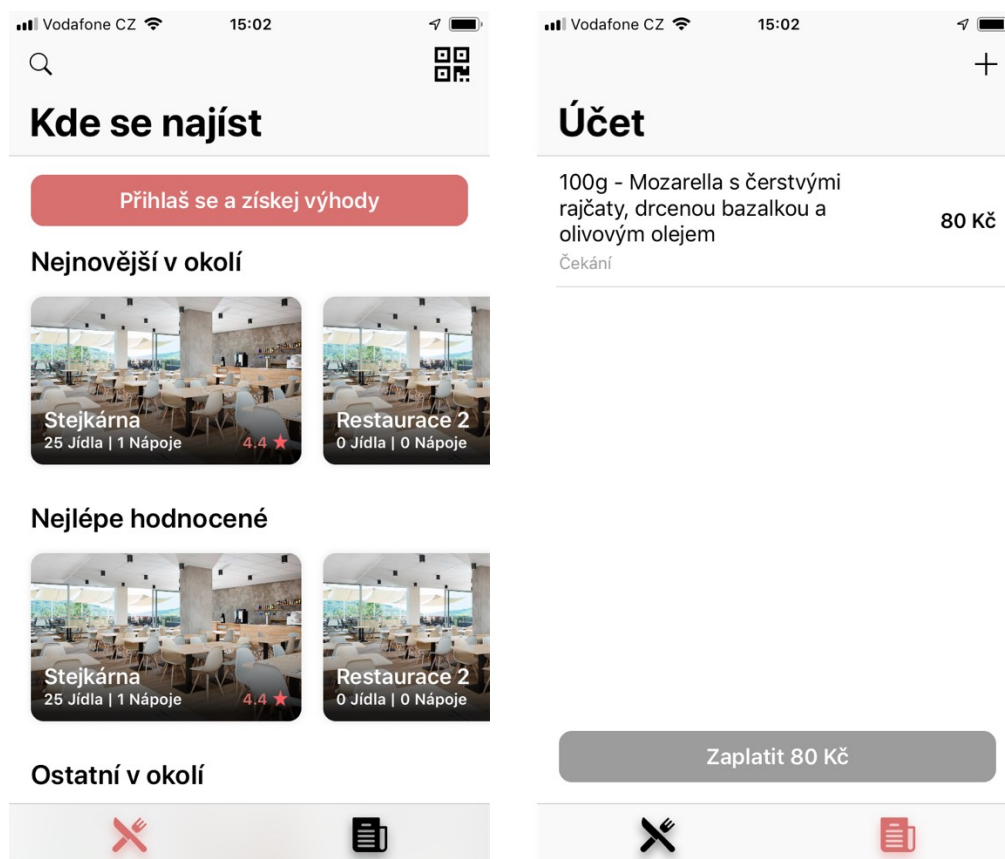 Vodafone CZ 15:02
Kde se najíst
Přihlaš se a získej výhody
Nejnovější v okolí
Stejkárna
25 Jídla | 1 Nápoje 4.4 ★
Restaurace 2
0 Jídla | 0 Nápoje
Nejlépe hodnocené
Stejkárna
25 Jídla | 1 Nápoje 4.4 ★
Restaurace 2
0 Jídla | 0 Nápoje
Ostatní v okolí
Vodafone CZ 15:02
Účet
100g - Mozarella s čerstvými
rajčaty, drcenou bazalkou a
olivovým olejem
80 Kč
Čekání
Zaplatit 80 Kč